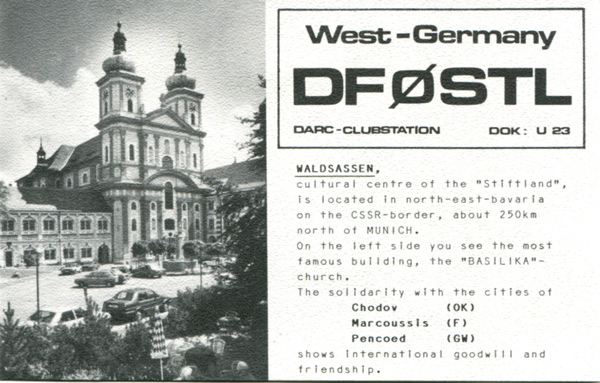 West-Germany
DFØSTL
DARC-CLUBSTATION DOK: U 23
WALDSASSEN,
cultural centre of the "Stiftland",
is located in north-east-bavaria
on the CSSR-border, about 250km
north of MUNICH.
On the left side you see the most
famous building, the "BASILIKA"-
church.
The solidarity with the cities of
Chodov (OK)
Marcoussis (F)
Pencoed (GW)
shows international goodwill and
friendship.